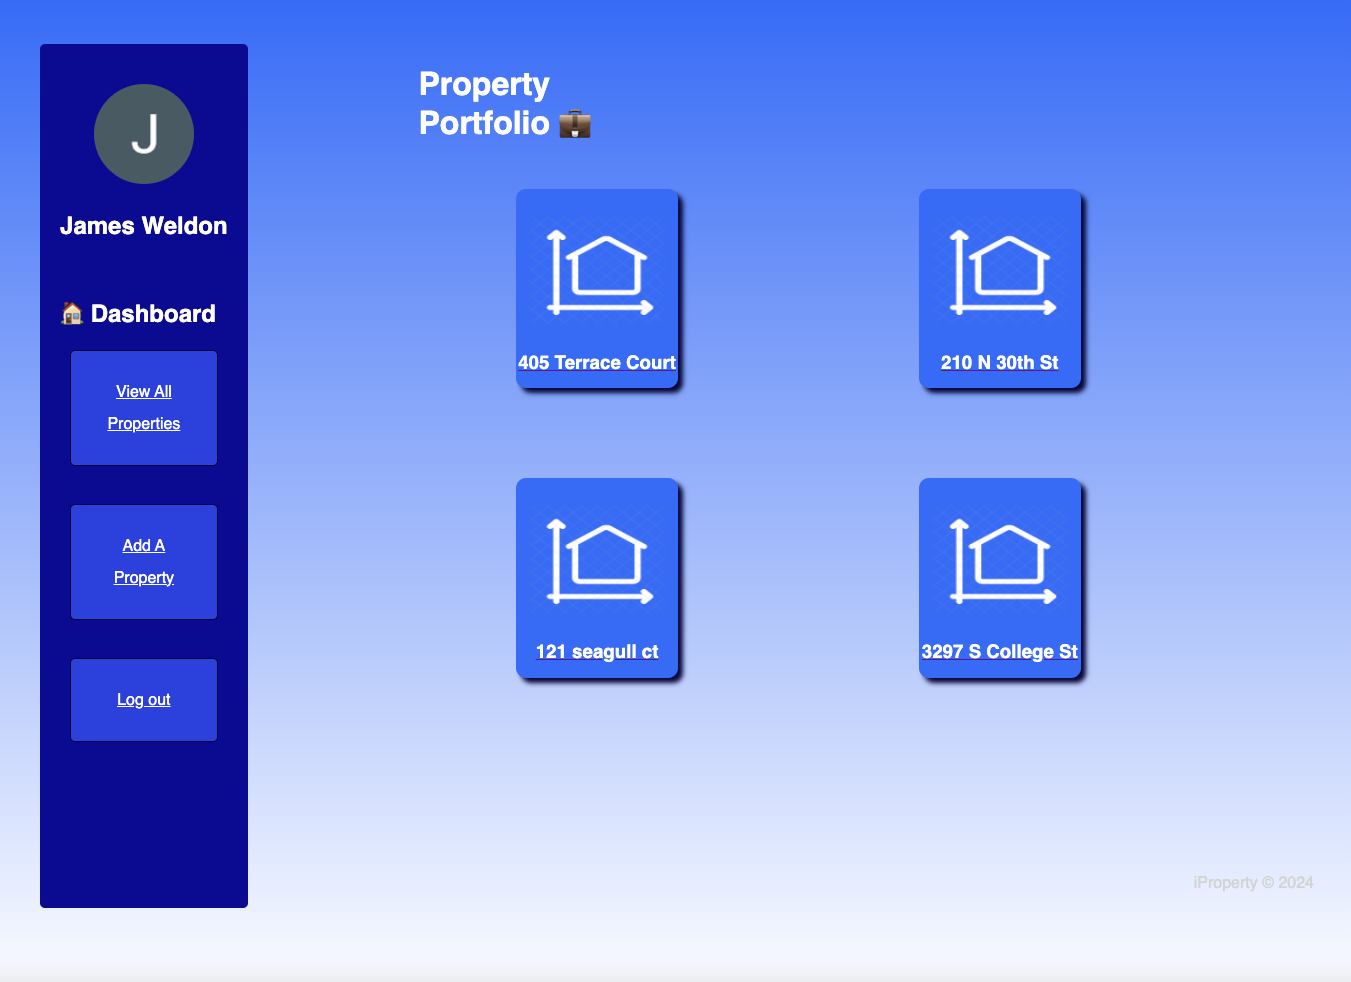 J
James Weldon
🏠 Dashboard
View All
Properties
Add A
Property
Log out
Property
Portfolio 💼
405 Terrace Court
210 N 30th St
121 seagull ct
3297 S College St
iProperty © 2024